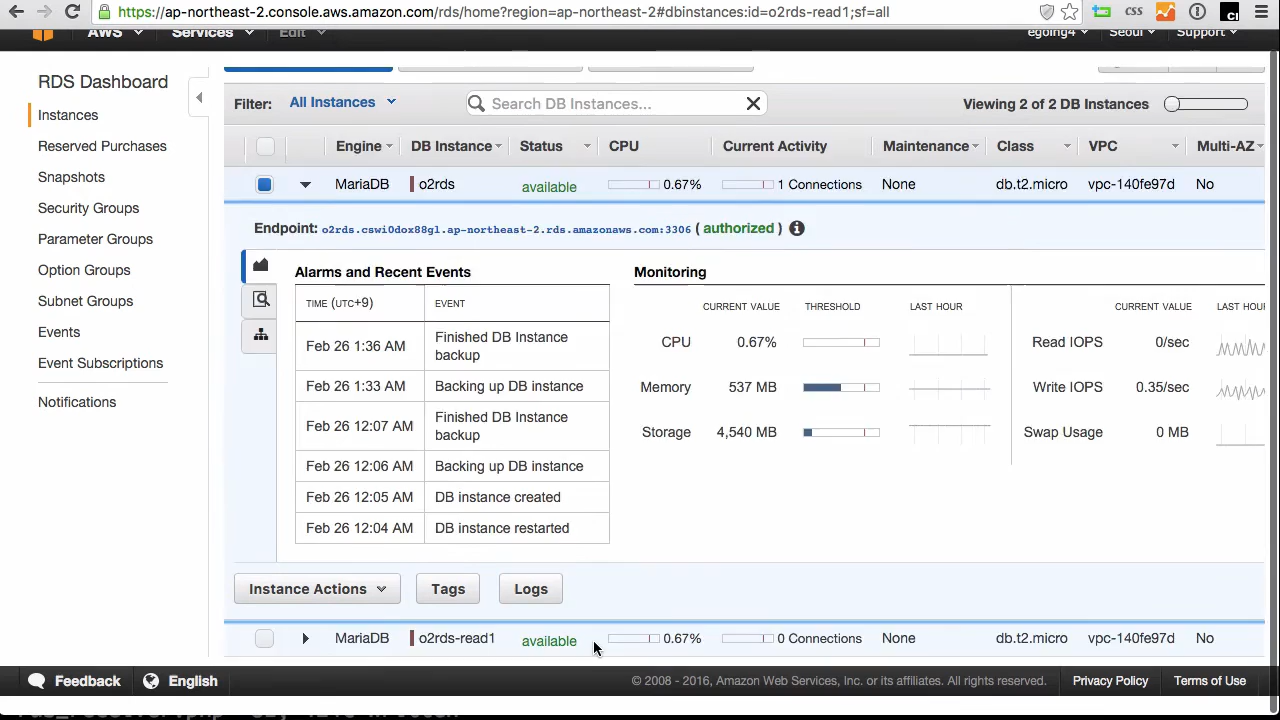 https://ap-northeast-2.console.aws.amazon.com/rds/home?region=ap-northeast-2#dbinstances:id=o2rds-read1;sf=all
css
AWS Services Edit egoing4 Seoul Support
RDS Dashboard
Instances
Reserved Purchases
Snapshots
Security Groups
Parameter Groups
Option Groups
Subnet Groups
Events
Event Subscriptions
Notifications
Filter: All Instances Search DB Instances... Viewing 2 of 2 DB Instances
Engine DB Instance Status CPU Current Activity Maintenance Class VPC Multi-AZ
MariaDB o2rds available 0.67% 1 Connections None db.t2.micro vpc-140fe97d No
Endpoint: o2rds.cswi0dox88gl.ap-northeast-2.rds.amazonaws.com:3306 ( authorized )
Alarms and Recent Events
TIME (UTC+9) EVENT
Feb 26 1:36 AM Finished DB Instance
backup
Feb 26 1:33 AM Backing up DB instance
Feb 26 12:07 AM Finished DB Instance
backup
Feb 26 12:06 AM Backing up DB instance
Feb 26 12:05 AM DB instance created
Feb 26 12:04 AM DB instance restarted
Monitoring
CURRENT VALUE THRESHOLD LAST HOUR CURRENT VALUE
CPU 0.67% Read IOPS 0/sec
Memory 537 MB Write IOPS 0.35/sec
Storage 4,540 MB Swap Usage 0 MB
Instance Actions Tags Logs
MariaDB o2rds-read1 available 0.67% 0 Connections None db.t2.micro vpc-140fe97d No
Feedback English © 2008 - 2016, Amazon Web Services, Inc. or its affiliates. All rights reserved. Privacy Policy Terms of Use